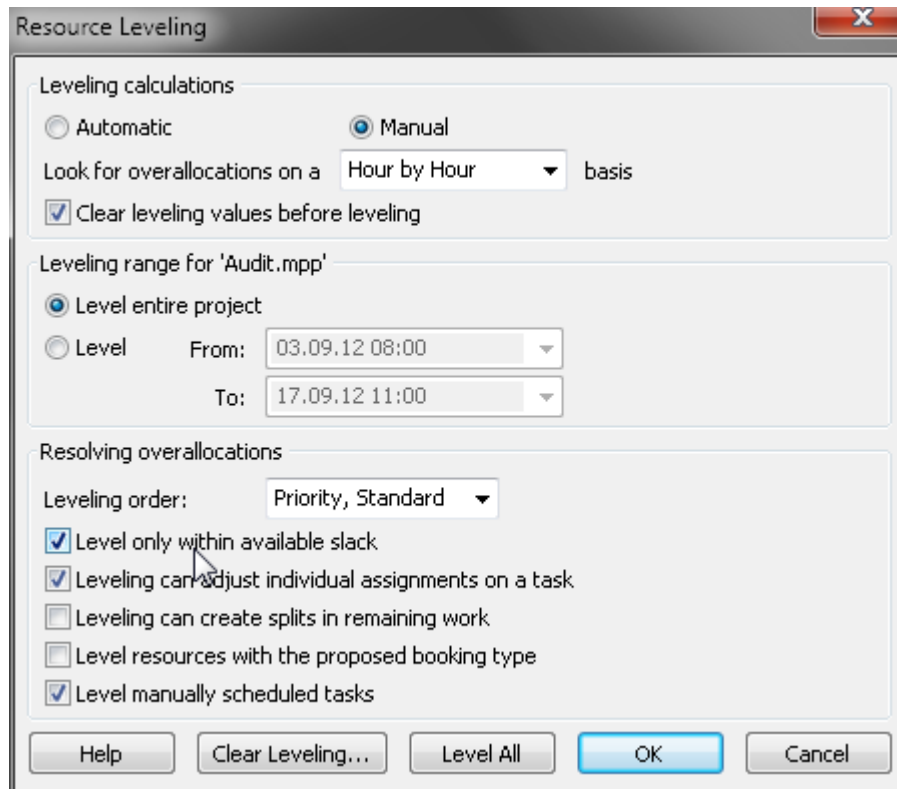 Resource Leveling
Leveling calculations
Automatic Manual
Look for overallocations on a Hour by Hour basis
Clear leveling values before leveling
Leveling range for 'Audit.mpp'
Level entire project
Level From: 03.09.12 08:00
To: 17.09.12 11:00
Resolving overallocations
Leveling order: Priority, Standard
Level only within available slack
Leveling can adjust individual assignments on a task
Leveling can create splits in remaining work
Level resources with the proposed booking type
Level manually scheduled tasks
Help Clear Leveling... Level All OK Cancel